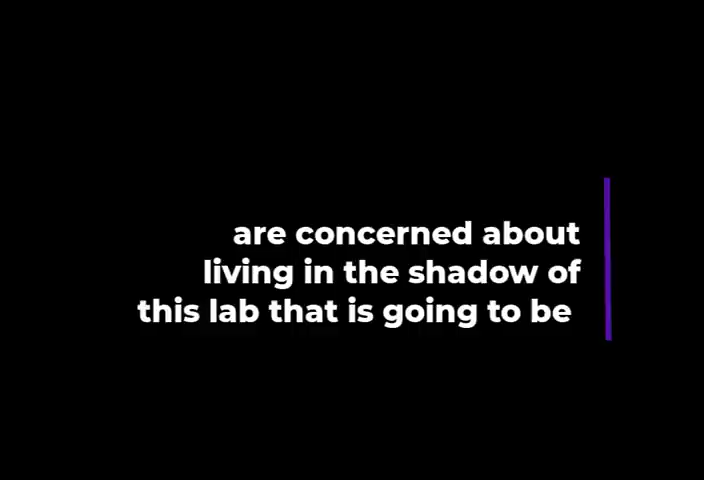 are concerned about
living in the shadow of
this lab that is going to be